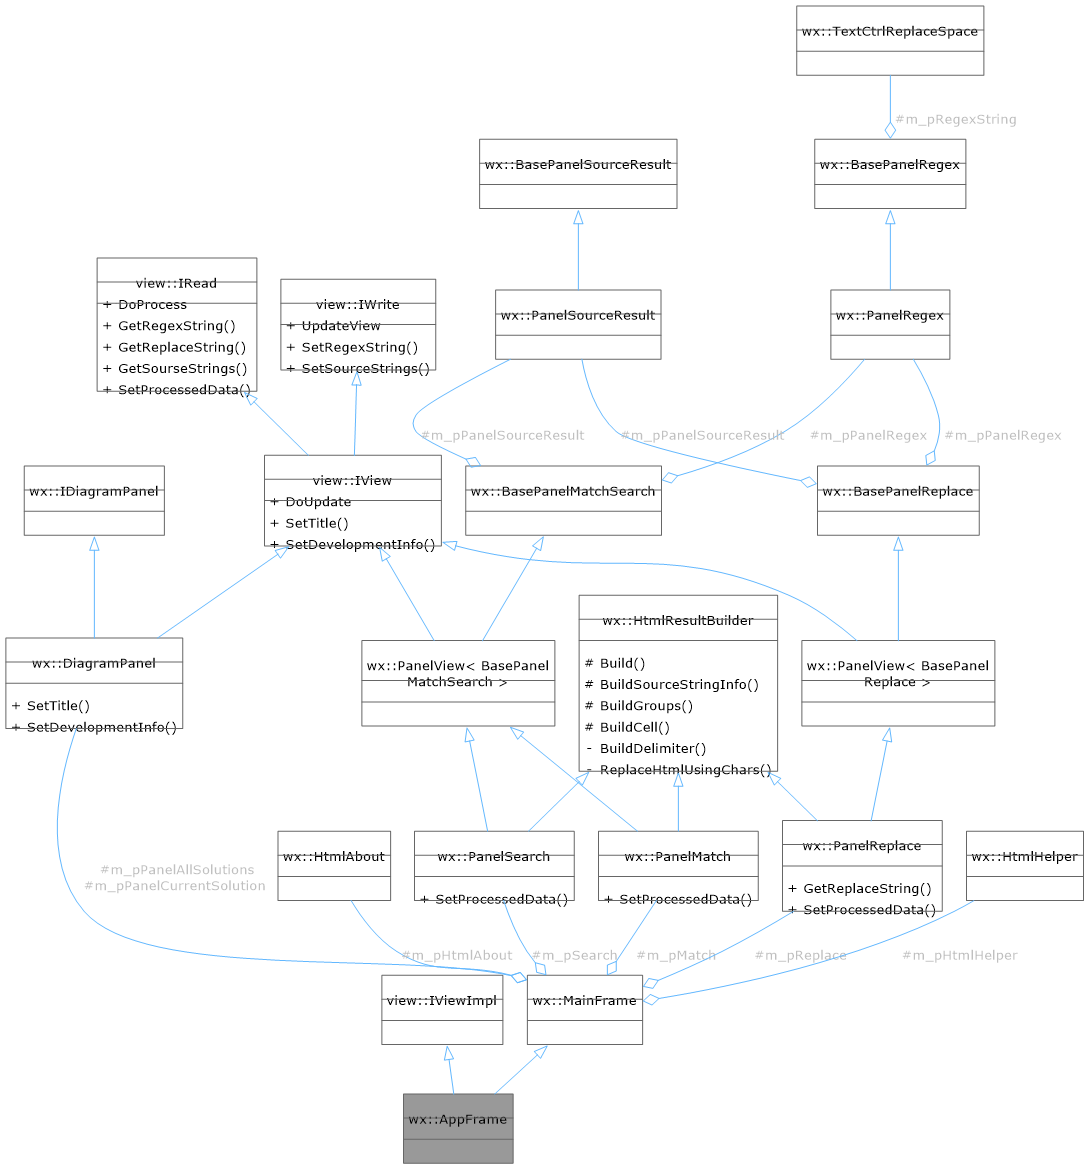 wx::TextCtrlReplaceSpace
#m_pRegexString
wx::BasePanelSourceResult
wx::BasePanelRegex
view::IRead
+ DoProcess
+ GetRegexString()
+ GetReplaceString()
+ GetSourseStrings()
+ SetProcessedData()
view::IWrite
+ UpdateView
+ SetRegexString()
+ SetSourceStrings()
wx::PanelSourceResult
wx::PanelRegex
#m_pPanelSourceResult
#m_pPanelSourceResult
#m_pPanelRegex
#m_pPanelRegex
wx::IDiagramPanel
view::IView
+ DoUpdate
+ SetTitle()
+ SetDevelopmentInfo()
wx::BasePanelMatchSearch
wx::BasePanelReplace
wx::DiagramPanel
+ SetTitle()
+ SetDevelopmentInfo()
wx::PanelView< BasePanel
MatchSearch >
wx::HtmlResultBuilder
# Build()
# BuildSourceStringInfo()
# BuildGroups()
# BuildCell()
- BuildDelimiter()
- ReplaceHtmlUsingChars()
wx::PanelView< BasePanel
Replace >
#m_pPanelAllSolutions
#m_pPanelCurrentSolution
wx::HtmlAbout
wx::PanelSearch
+ SetProcessedData()
wx::PanelMatch
+ SetProcessedData()
wx::PanelReplace
+ GetReplaceString()
+ SetProcessedData()
wx::HtmlHelper
#m_pHtmlAbout
#m_pSearch
#m_pMatch
#m_pReplace
#m_pHtmlHelper
view::IViewImpl
wx::MainFrame
wx::AppFrame